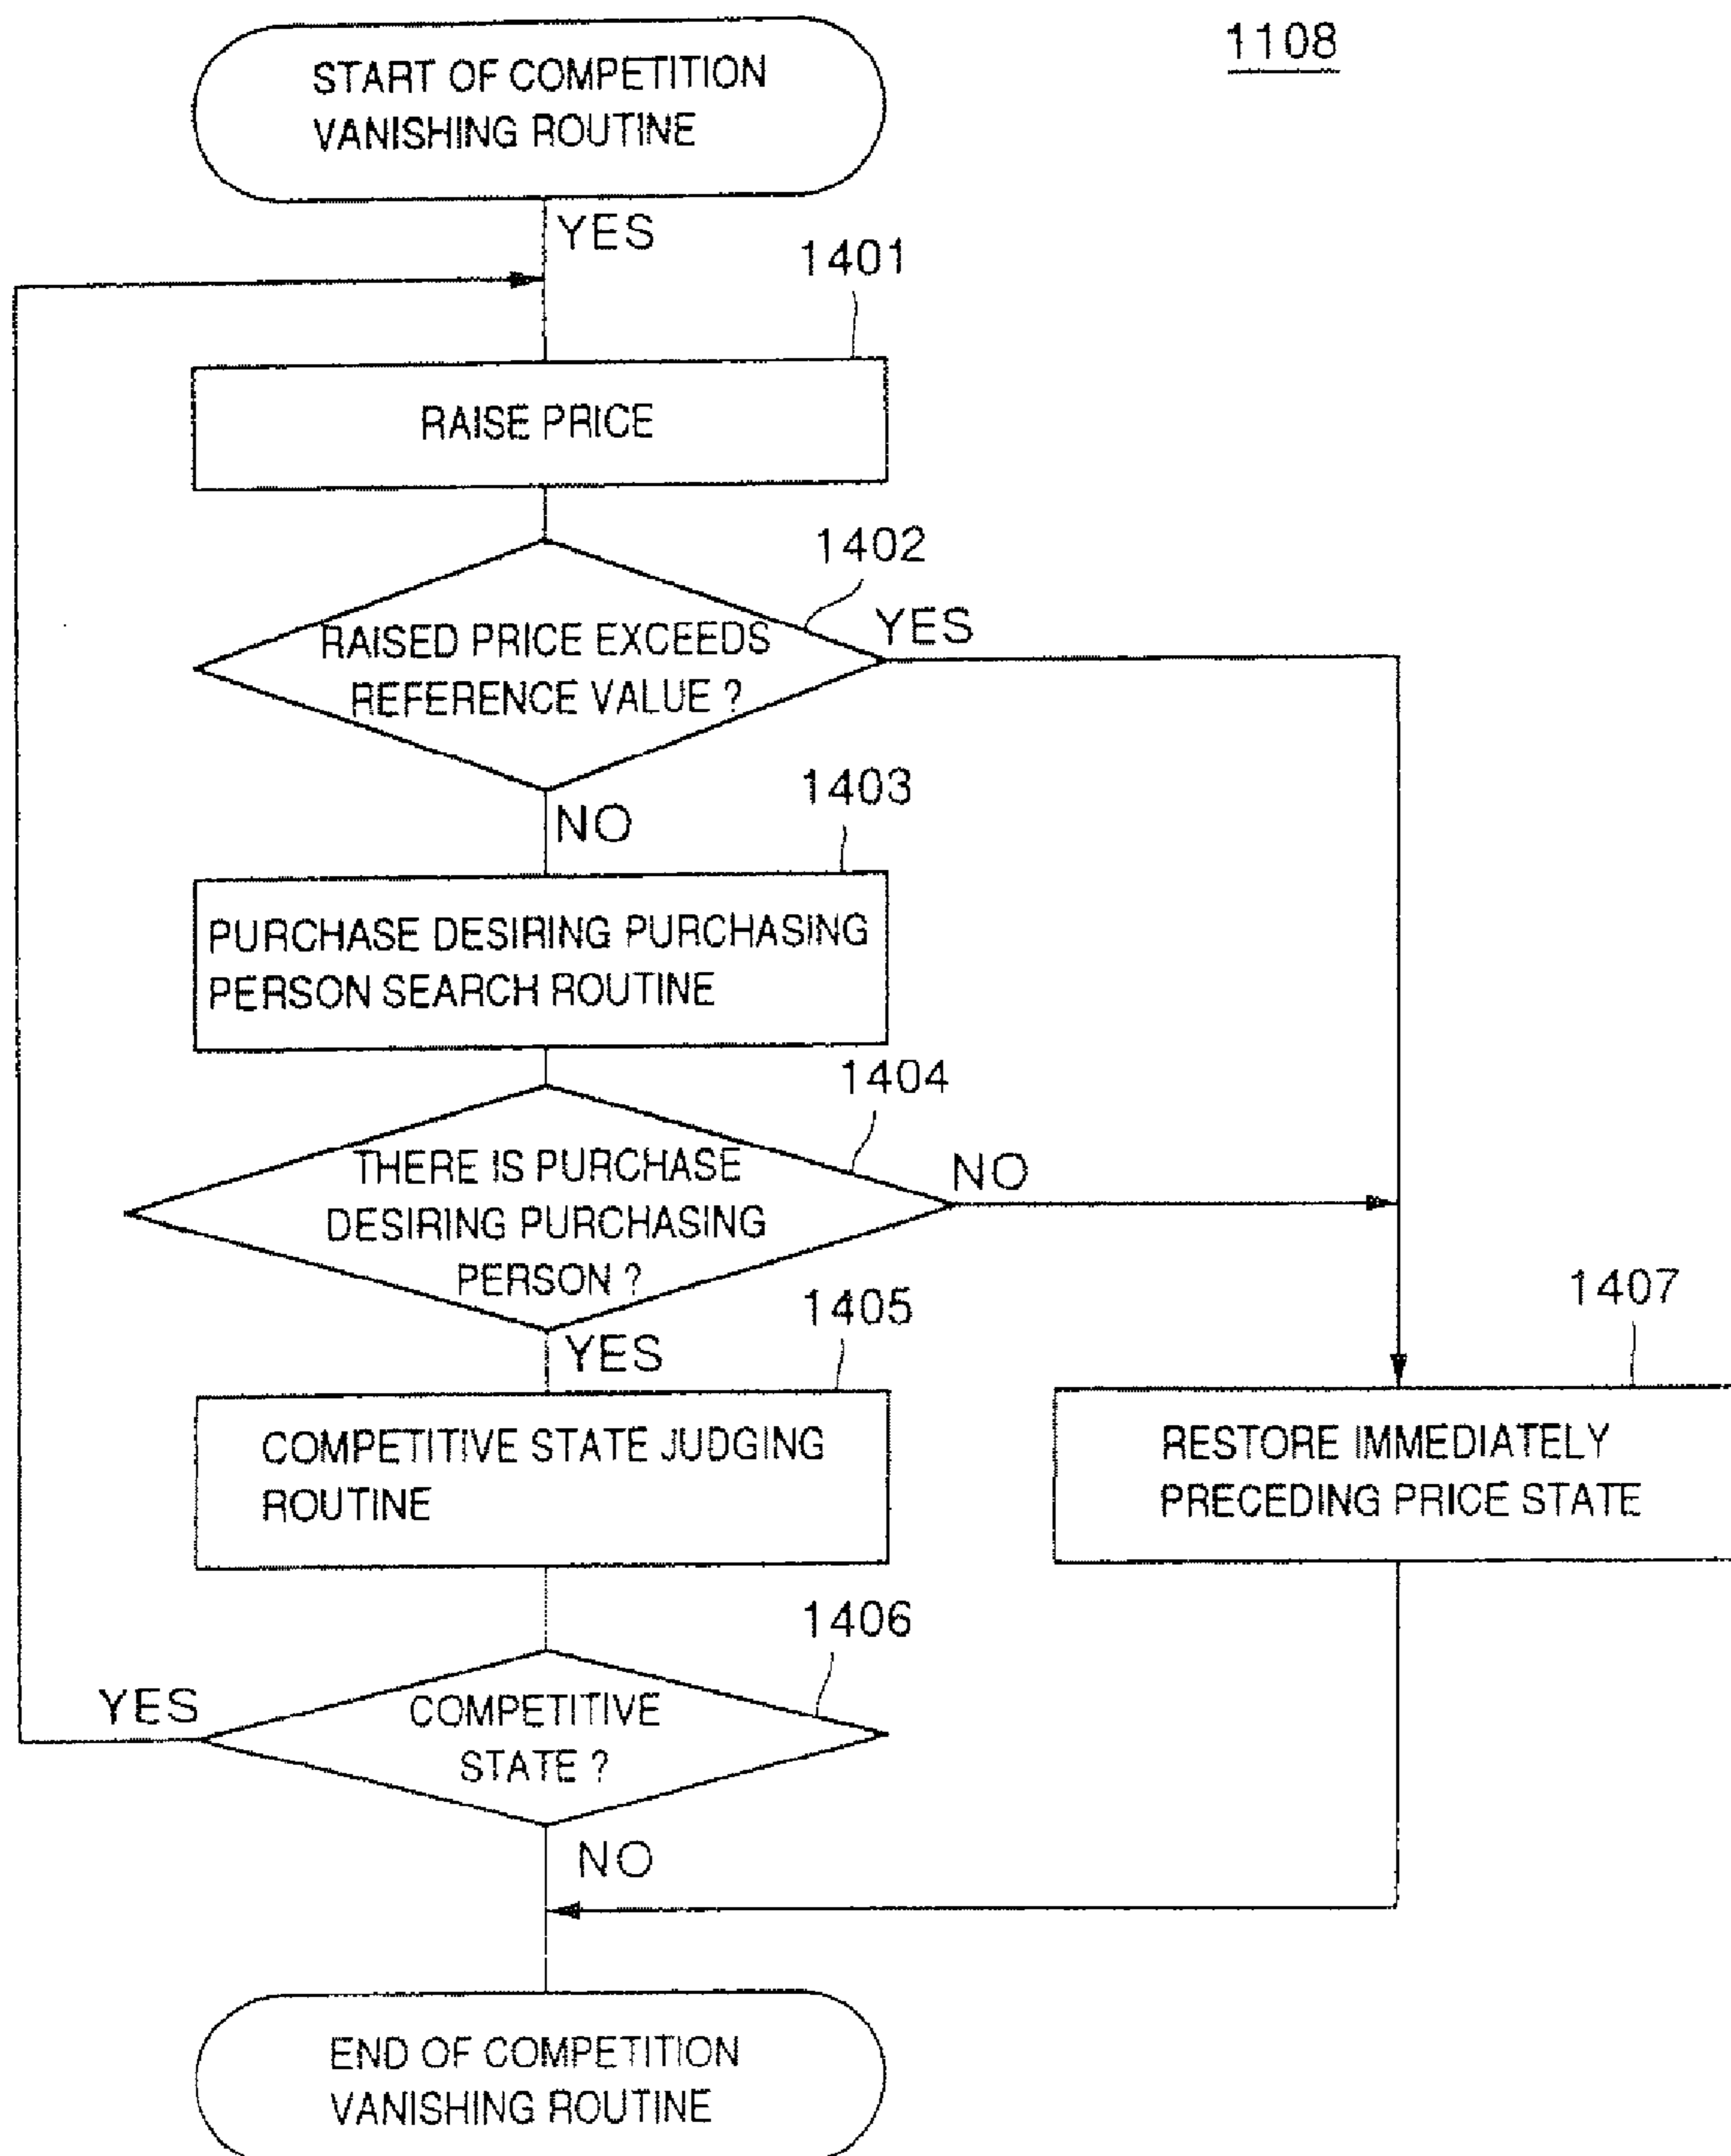 1108
START OF COMPETITION
VANISHING ROUTINE
YES
1401
RAISE PRICE
1402
RAISED PRICE EXCEEDS
REFERENCE VALUE ?
YES
NO
1403
PURCHASE DESIRING PURCHASING
PERSON SEARCH ROUTINE
1404
THERE IS PURCHASE
DESIRING PURCHASING
PERSON ?
NO
YES
1405
COMPETITIVE STATE JUDGING
ROUTINE
1407
RESTORE IMMEDIATELY
PRECEDING PRICE STATE
1406
COMPETITIVE
STATE ?
YES
NO
END OF COMPETITION
VANISHING ROUTINE